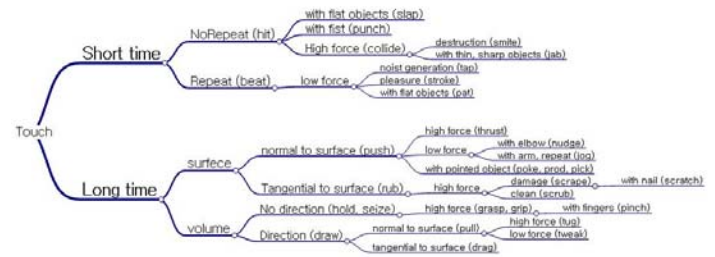 Touch
Short time
NoRepeat (hit)
with flat objects (slap)
with fist (punch)
High force (collide)
destruction (smite)
with thin, sharp objects (jab)
Repeat (beat)
low force
noist generation (tap)
pleasure (stroke)
with flat objects (pat)
Long time
surfece
normal to surface (push)
high force (thrust)
low force
with elbow (nudge)
with arm, repeat (jog)
with pointed object (poke, prod, pick)
Tangential to surface (rub)
high force
damage (scrape)
with nail (scratch)
clean (scrub)
volume
No direction (hold, seize)
high force (grasp, grip)
with fingers (pinch)
Direction (draw)
normal to surface (pull)
high force (tug)
low force (tweak)
tangential to surface (drag)